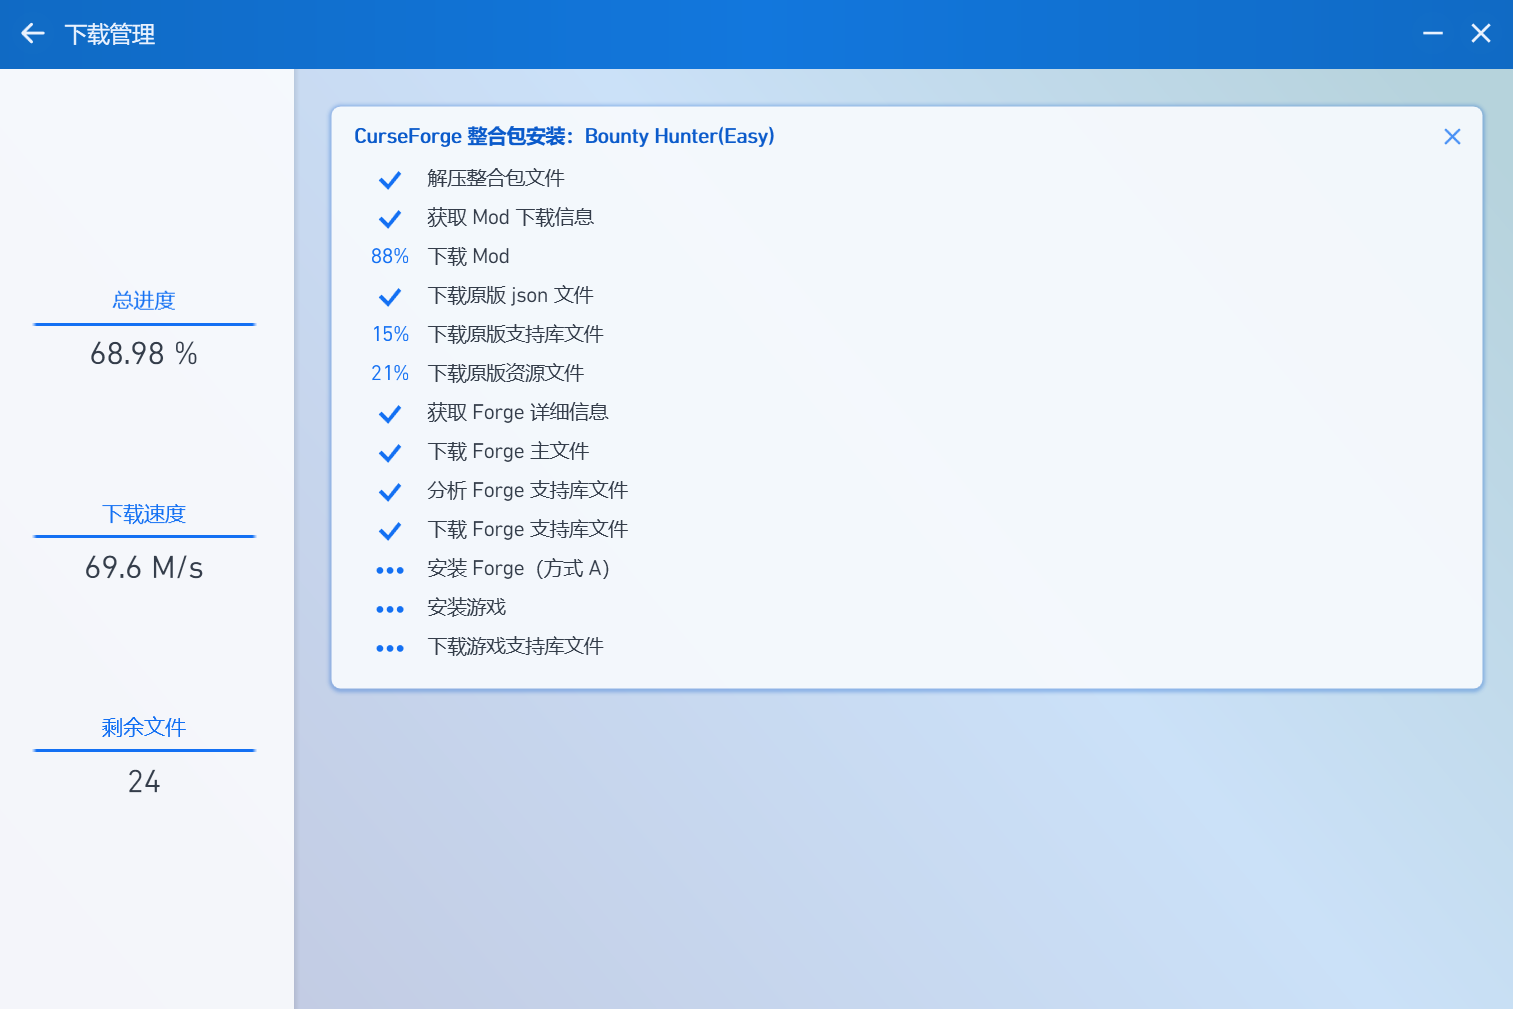 下载管理
总进度
68.98 %
下载速度
69.6 M/s
剩余文件
24
CurseForge 整合包安装：Bounty Hunter(Easy)
解压整合包文件
获取 Mod 下载信息
88% 下载 Mod
下载原版 json 文件
15% 下载原版支持库文件
21% 下载原版资源文件
获取 Forge 详细信息
下载 Forge 主文件
分析 Forge 支持库文件
下载 Forge 支持库文件
安装 Forge（方式 A）
安装游戏
下载游戏支持库文件